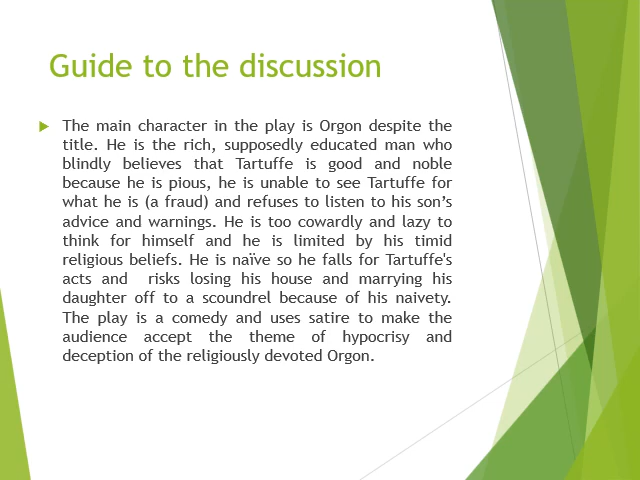 Guide to the discussion
The main character in the play is Orgon despite the
title. He is the rich, supposedly educated man who
blindly believes that Tartuffe is good and noble
because he is pious, he is unable to see Tartuffe for
what he is (a fraud) and refuses to listen to his son’s
advice and warnings. He is too cowardly and lazy to
think for himself and he is limited by his timid
religious beliefs. He is naïve so he falls for Tartuffe's
acts and  risks losing his house and marrying his
daughter off to a scoundrel because of his naivety.
The play is a comedy and uses satire to make the
audience accept the theme of hypocrisy and
deception of the religiously devoted Orgon.